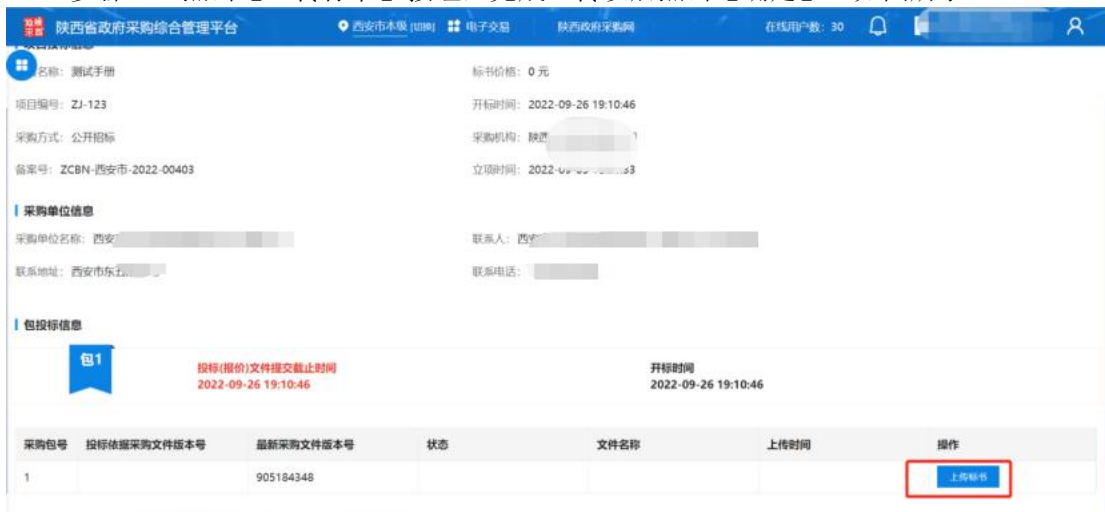 陕西省政府采购综合管理平台 西安市本级 [切换] 电子交易 陕西政府采购网 在线用户数: 30
名称: 测试手册 标书价格: 0 元
项目编号: ZJ-123 开标时间: 2022-09-26 19:10:46
采购方式: 公开招标 采购机构: 陕西
备案号: ZCBN-西安市-2022-00403 立项时间: 2022-
采购单位信息
采购单位名称: 西安 联系人: 西安
联系地址: 西安市东五 联系电话:
包投标信息
包1 投标(报价)文件提交截止时间 开标时间
2022-09-26 19:10:46 2022-09-26 19:10:46
采购包号 投标依据采购文件版本号 最新采购文件版本号 状态 文件名称 上传时间 操作
1 905184348 上传标书